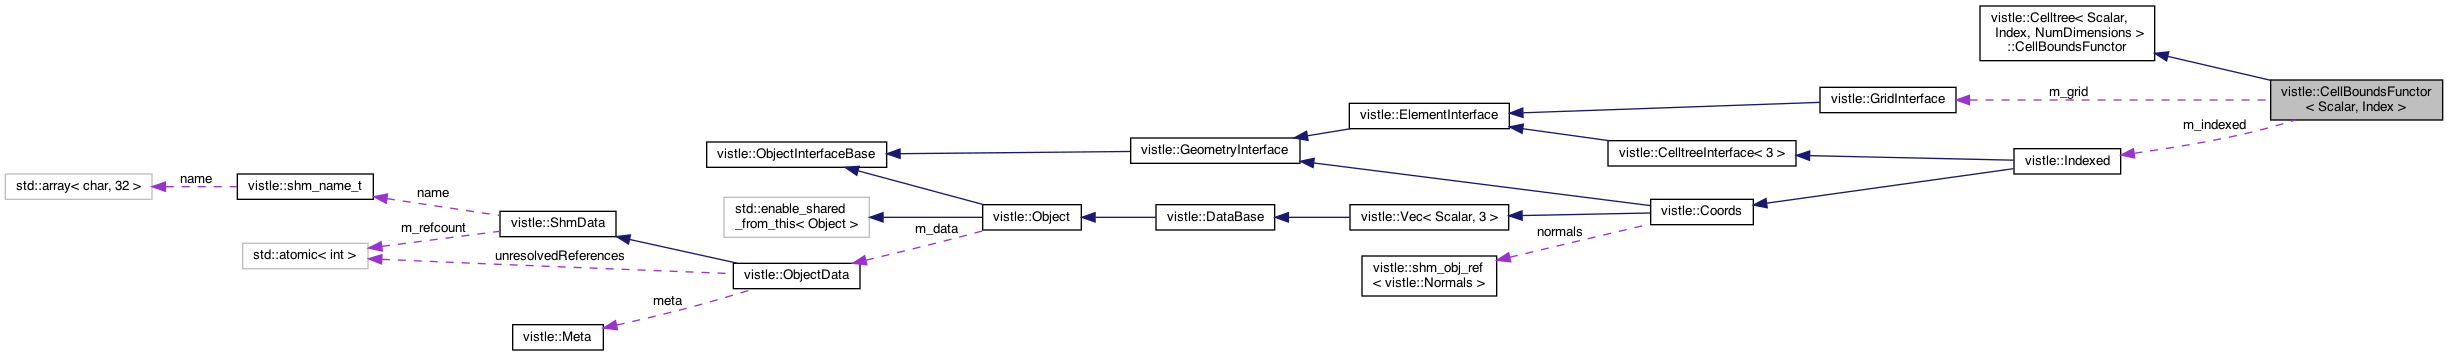 vistle::Celltree< Scalar,
Index, NumDimensions >
::CellBoundsFunctor
vistle::CellBoundsFunctor
< Scalar, Index >
m_grid
vistle::GridInterface
vistle::ElementInterface
m_indexed
vistle::ObjectInterfaceBase
vistle::GeometryInterface
vistle::CelltreeInterface< 3 >
vistle::Indexed
std::array< char, 32 >
name
vistle::shm_name_t
name
std::enable_shared
_from_this< Object >
vistle::Object
vistle::DataBase
vistle::Vec< Scalar, 3 >
vistle::Coords
vistle::ShmData
m_refcount
m_data
normals
std::atomic< int >
unresolvedReferences
vistle::ObjectData
vistle::shm_obj_ref
< vistle::Normals >
meta
vistle::Meta